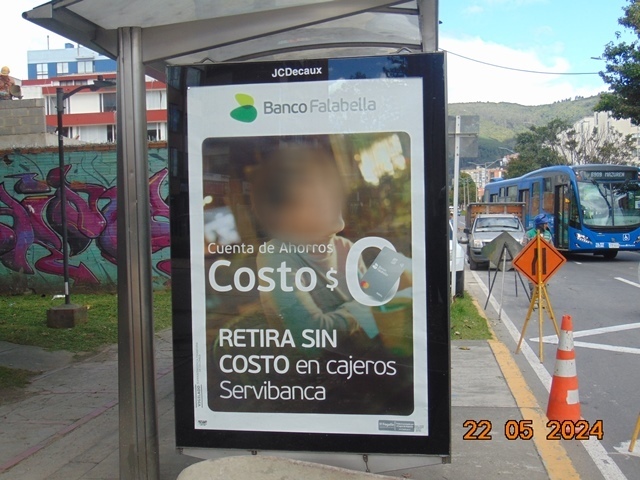 JCDecaux
Banco Falabella
Cuenta de Ahorros
Costo $0
RETIRA SIN
COSTO en cajeros
Servibanca
22 05 2024